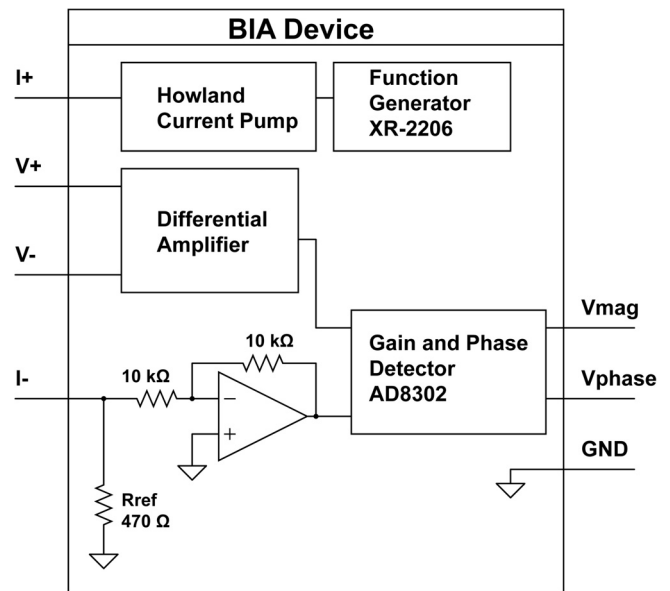 BIA Device
I+
Howland
Current Pump
Function
Generator
XR-2206
V+
V-
Differential
Amplifier
Vmag
Gain and Phase
Detector
AD8302
Vphase
GND
I-
10 kΩ
10 kΩ
−
+
Rref
470 Ω